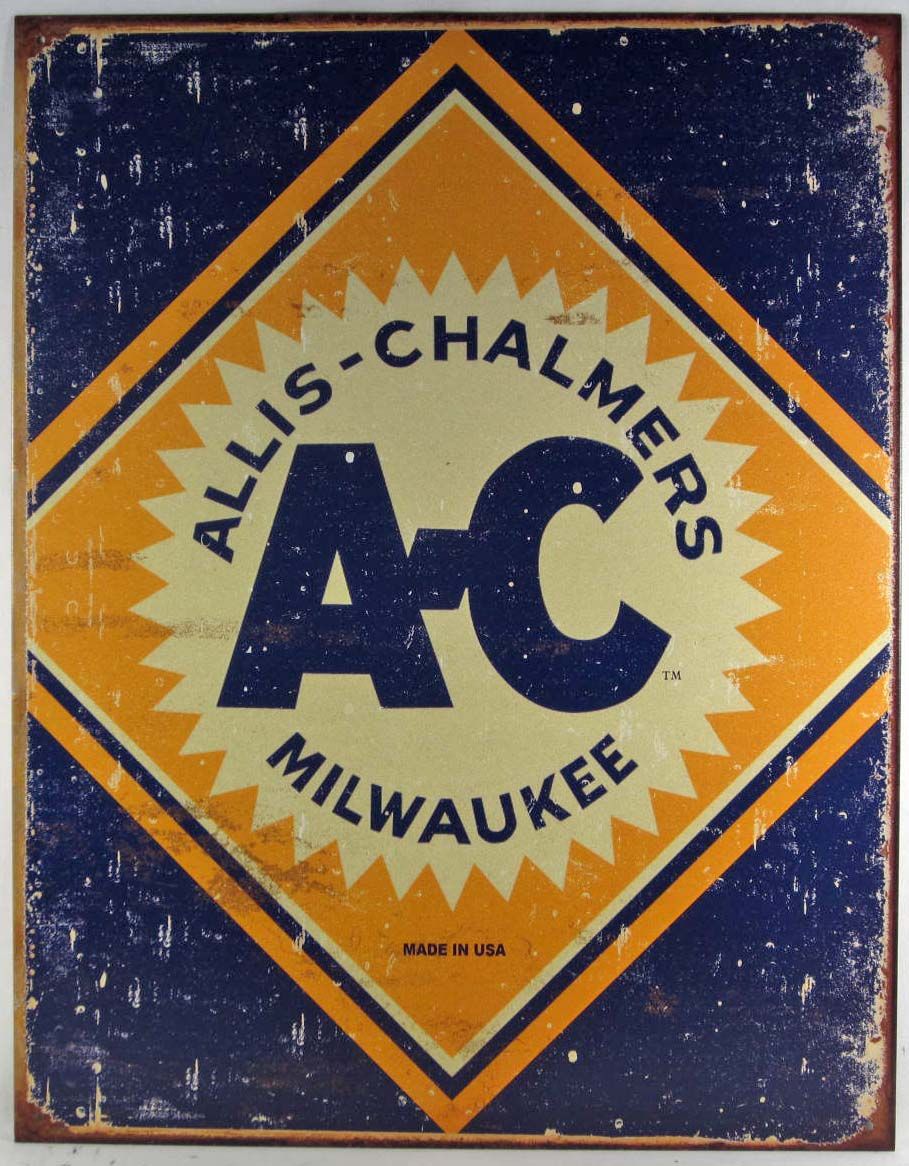 ALLIS-CHALMERS
A-C
TM
MILWAUKEE
MADE IN USA